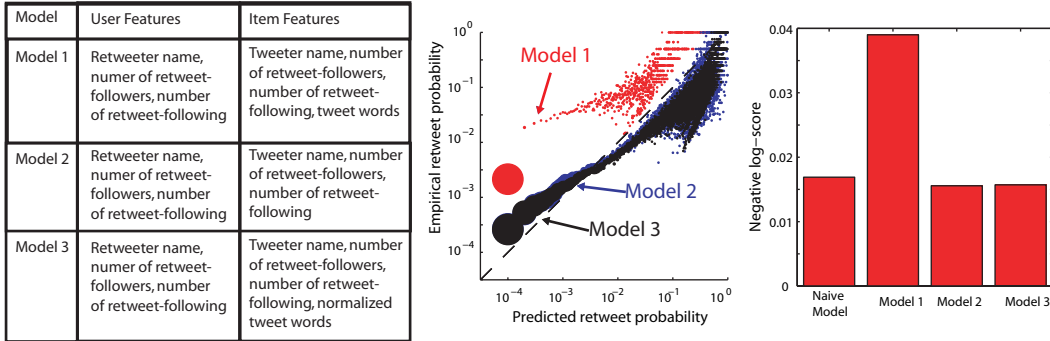 Model User Features Item Features
Model 1 Retweeter name, Tweeter name, number
numer of retweet- of retweet-followers,
followers, number number of retweet-
of retweet-following following, tweet words
Model 2 Retweeter name, Tweeter name, number
numer of retweet- of retweet-followers,
followers, number number of retweet-
of retweet-following following
Model 3 Retweeter name, Tweeter name, number
numer of retweet- of retweet-followers,
followers, number number of retweet-
of retweet-following following, normalized
tweet words
Empirical retweet probability
10^0
10^-1
10^-2
10^-3
10^-4
Model 1
Model 2
Model 3
10^-4 10^-3 10^-2 10^-1 10^0
Predicted retweet probability
Negative log-score
0.04
0.03
0.02
0.01
0
Naive Model 1 Model 2 Model 3
Model